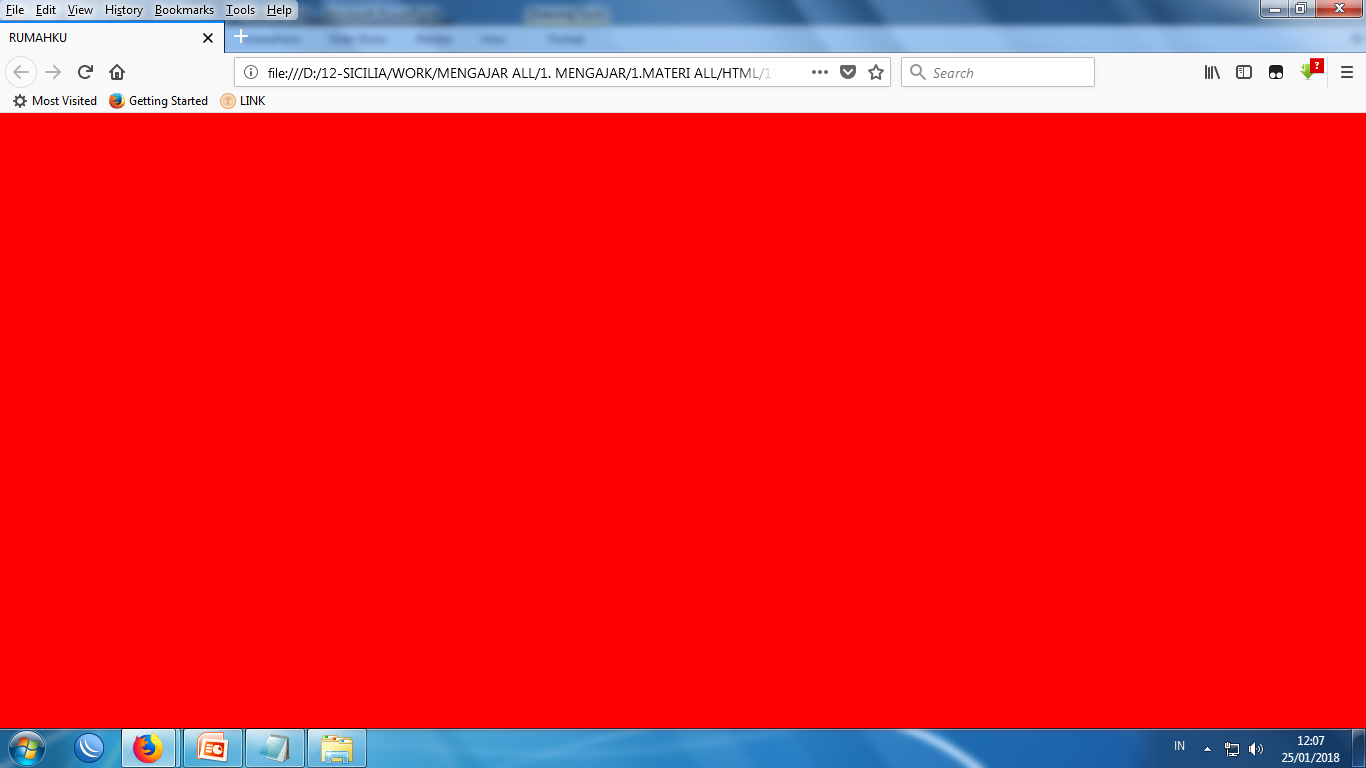 File Edit View History Bookmarks Tools Help
RUMAHKU
file:///D:/12-SICILIA/WORK/MENGAJAR ALL/1. MENGAJAR/1.MATERI ALL/HTML/1
Search
?
Most Visited Getting Started LINK
IN
12:07
25/01/2018